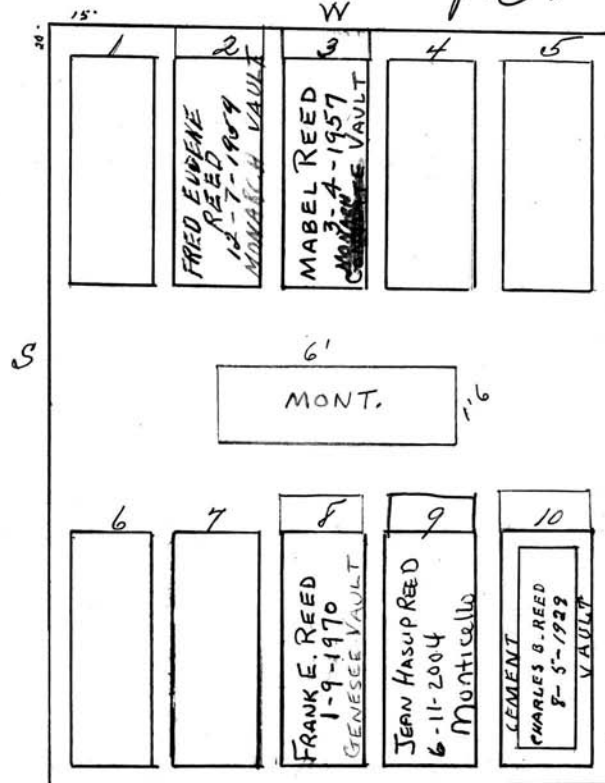 15'
W
20'
1
2
3
4
5
FRED EUGENE
REED
12-7-1959
MONARCH VAULT
MABEL REED
3-4-1957
MONARCH
VAULT
S
6'
MONT.
1'6
6
7
8
9
10
FRANK E. REED
1-9-1970
GENESEE VAULT
JEAN HASLIP REED
6-11-2004
Monticello
CEMENT
CHARLES B. REED
8-5-1929
VAULT